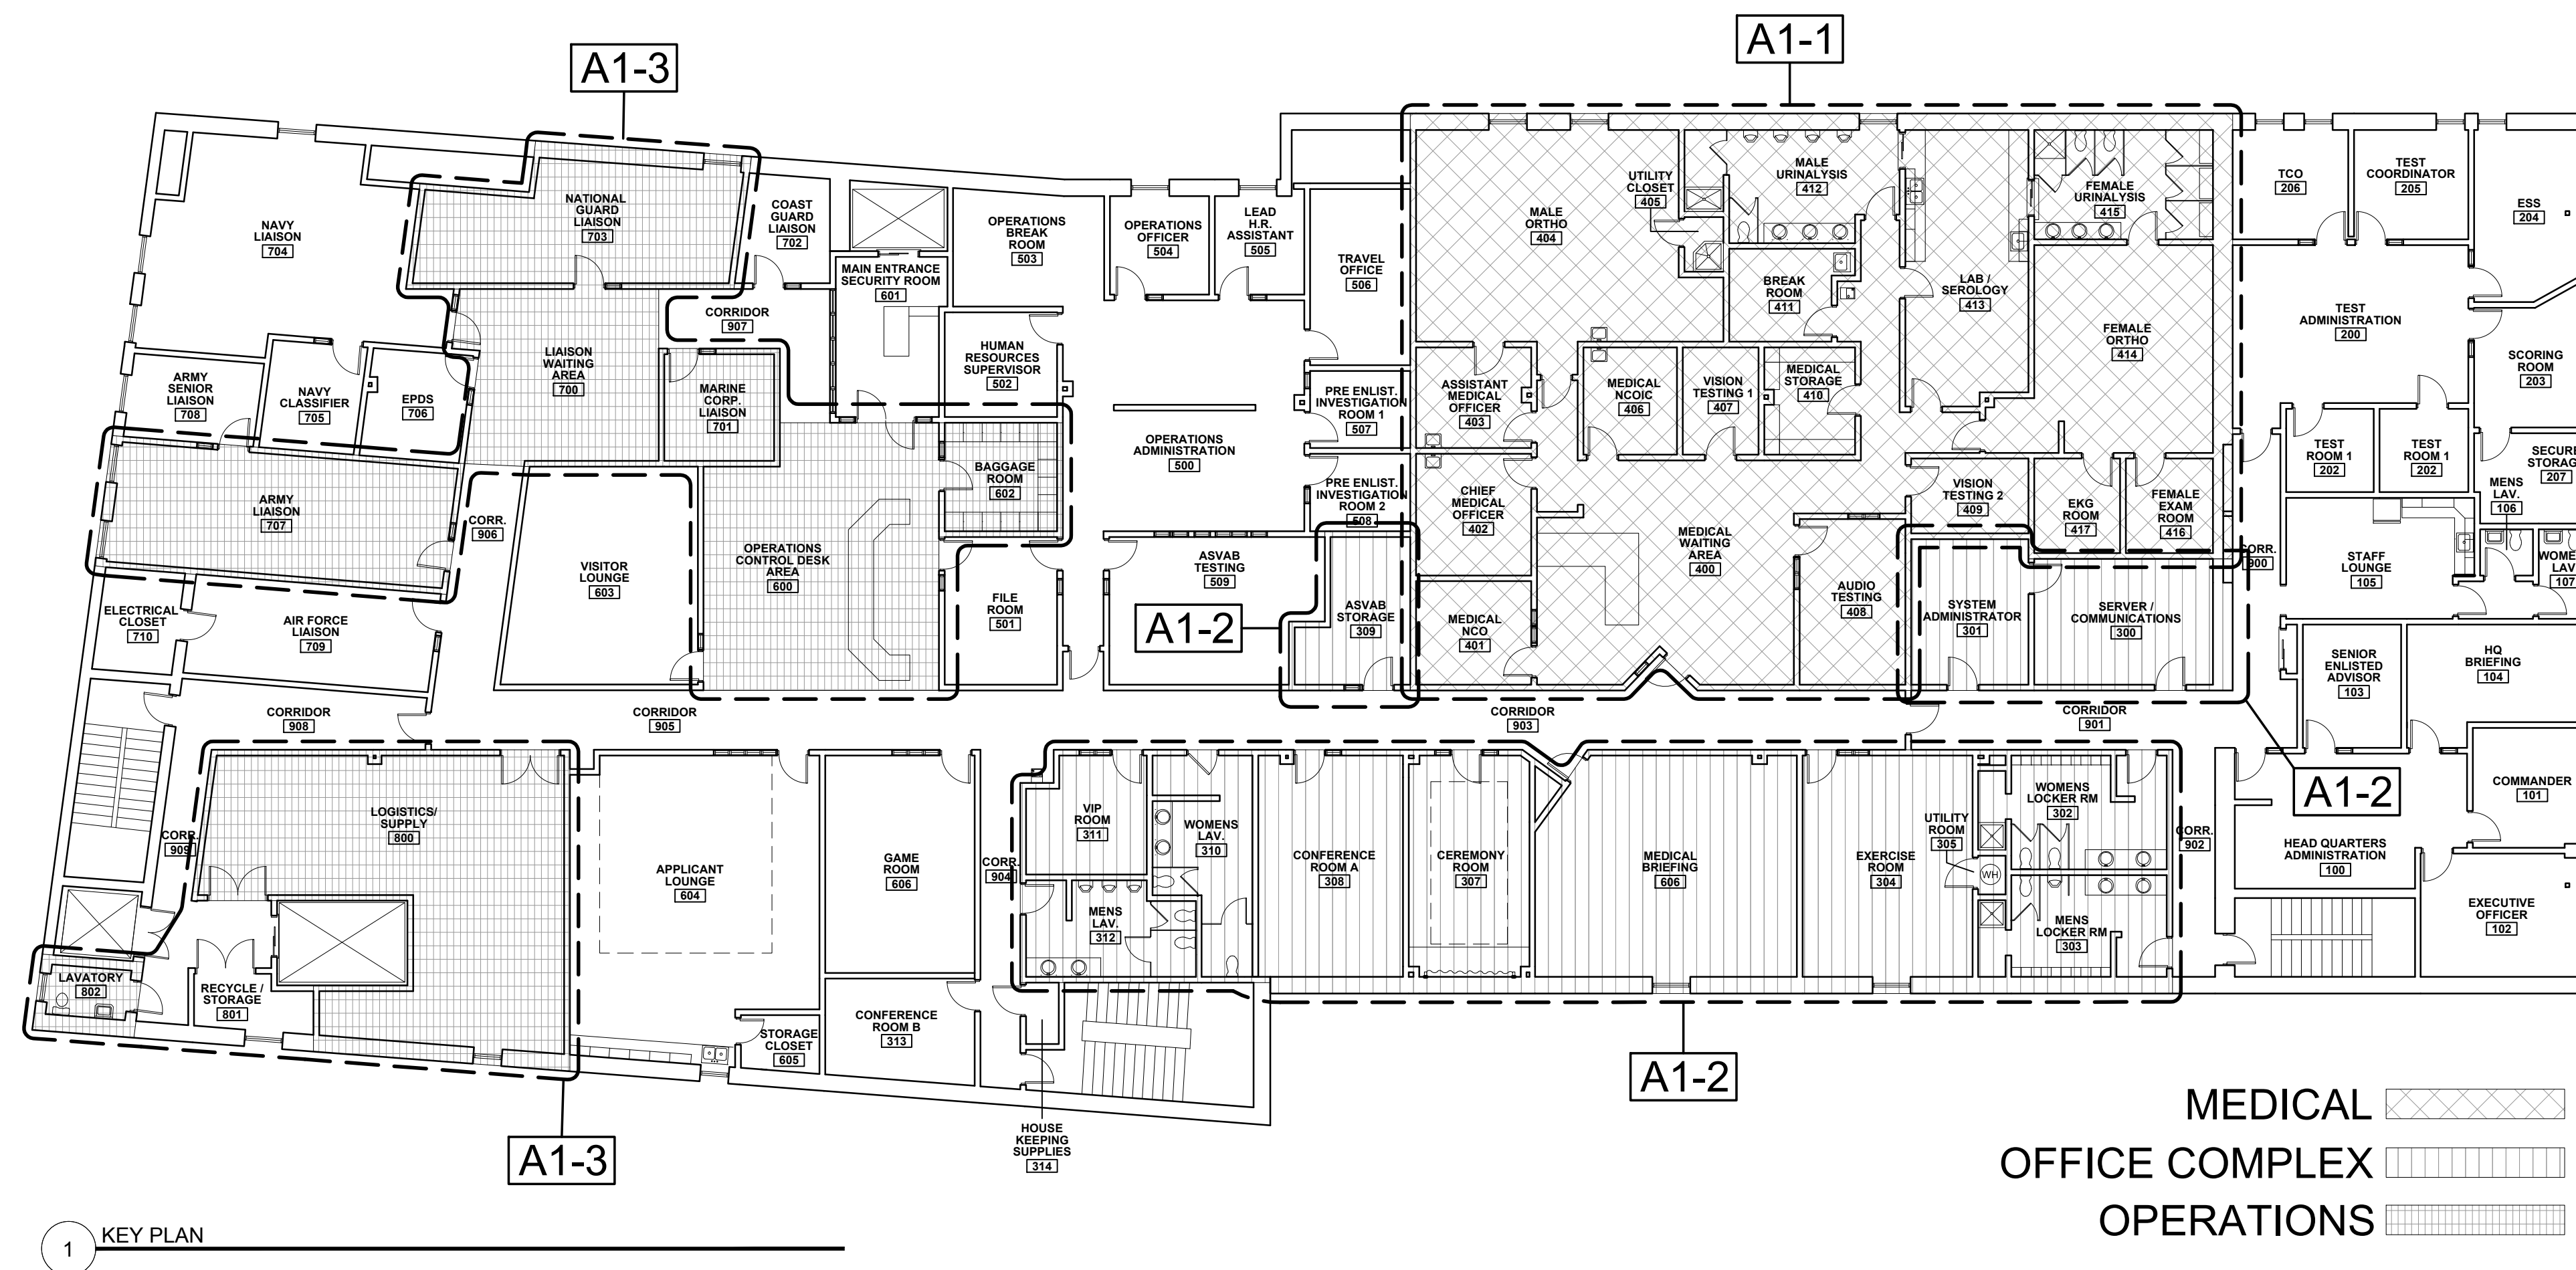 A1-3
A1-1
NAVY
LIAISON
704
NATIONAL
GUARD
LIAISON
703
COAST
GUARD
LIAISON
702
MAIN ENTRANCE
SECURITY ROOM
601
OPERATIONS
BREAK
ROOM
503
OPERATIONS
OFFICER
504
LEAD
H.R.
ASSISTANT
505
TRAVEL
OFFICE
506
MALE
ORTHO
404
UTILITY
CLOSET
405
MALE
URINALYSIS
412
BREAK
ROOM
411
LAB /
SEROLOGY
413
FEMALE
URINALYSIS
415
FEMALE
ORTHO
414
TCO
206
TEST
COORDINATOR
205
ESS
204
TEST
ADMINISTRATION
200
SCORING
ROOM
203
CORRIDOR
907
LIAISON
WAITING
AREA
700
MARINE
CORP.
LIAISON
701
HUMAN
RESOURCES
SUPERVISOR
502
ARMY
SENIOR
LIAISON
708
NAVY
CLASSIFIER
705
EPDS
706
PRE ENLIST.
INVESTIGATION
ROOM 1
507
ASSISTANT
MEDICAL
OFFICER
403
MEDICAL
NCOIC
406
VISION
TESTING 1
407
MEDICAL
STORAGE
410
OPERATIONS
ADMINISTRATION
500
BAGGAGE
ROOM
602
PRE ENLIST.
INVESTIGATION
ROOM 2
508
CHIEF
MEDICAL
OFFICER
402
VISION
TESTING 2
409
EKG
ROOM
417
FEMALE
EXAM
ROOM
416
TEST
ROOM 1
202
TEST
ROOM 1
202
MENS
LAV.
106
SECURE
STORAG
207
ARMY
LIAISON
707
CORR.
906
VISITOR
LOUNGE
603
OPERATIONS
CONTROL DESK
AREA
600
FILE
ROOM
501
ASVAB
TESTING
509
ASVAB
STORAGE
309
A1-2
MEDICAL
WAITING
AREA
400
AUDIO
TESTING
408
MEDICAL
NCO
401
SYSTEM
ADMINISTRATOR
301
SERVER /
COMMUNICATIONS
300
CORR.
900
STAFF
LOUNGE
105
WOME
LAV
107
ELECTRICAL
CLOSET
710
AIR FORCE
LIAISON
709
SENIOR
ENLISTED
ADVISOR
103
HQ
BRIEFING
104
CORRIDOR
908
CORRIDOR
905
CORRIDOR
903
CORRIDOR
901
LOGISTICS/
SUPPLY
800
CORR.
909
APPLICANT
LOUNGE
604
GAME
ROOM
606
CORR.
904
VIP
ROOM
311
WOMENS
LAV.
310
MENS
LAV.
312
CONFERENCE
ROOM A
308
CEREMONY
ROOM
307
MEDICAL
BRIEFING
606
EXERCISE
ROOM
304
UTILITY
ROOM
305
WH
WOMENS
LOCKER RM
302
MENS
LOCKER RM
303
CORR.
902
A1-2
COMMANDER
101
HEAD QUARTERS
ADMINISTRATION
100
EXECUTIVE
OFFICER
102
LAVATORY
802
RECYCLE /
STORAGE
801
STORAGE
CLOSET
605
CONFERENCE
ROOM B
313
HOUSE
KEEPING
SUPPLIES
314
A1-3
A1-2
MEDICAL
OFFICE COMPLEX
OPERATIONS
1
KEY PLAN